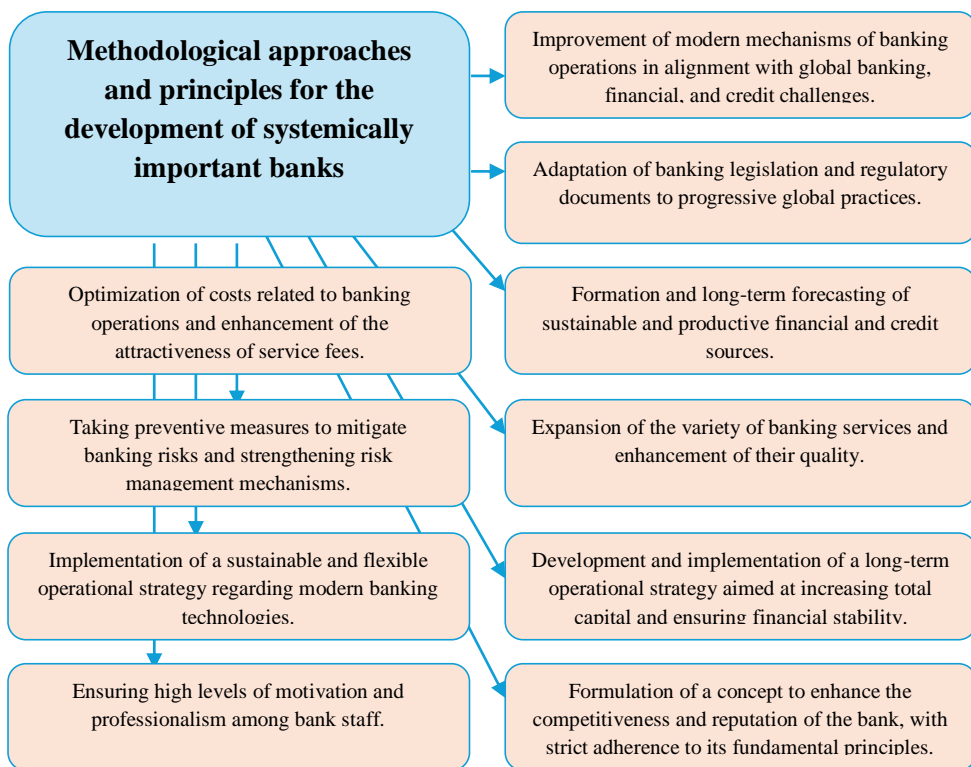 Methodological approaches
and principles for the
development of systemically
important banks
Improvement of modern mechanisms of banking
operations in alignment with global banking,
financial, and credit challenges.
Adaptation of banking legislation and regulatory
documents to progressive global practices.
Optimization of costs related to banking
operations and enhancement of the
attractiveness of service fees.
Formation and long-term forecasting of
sustainable and productive financial and credit
sources.
Taking preventive measures to mitigate
banking risks and strengthening risk
management mechanisms.
Expansion of the variety of banking services and
enhancement of their quality.
Implementation of a sustainable and flexible
operational strategy regarding modern banking
technologies.
Development and implementation of a long-term
operational strategy aimed at increasing total
capital and ensuring financial stability.
Ensuring high levels of motivation and
professionalism among bank staff.
Formulation of a concept to enhance the
competitiveness and reputation of the bank, with
strict adherence to its fundamental principles.